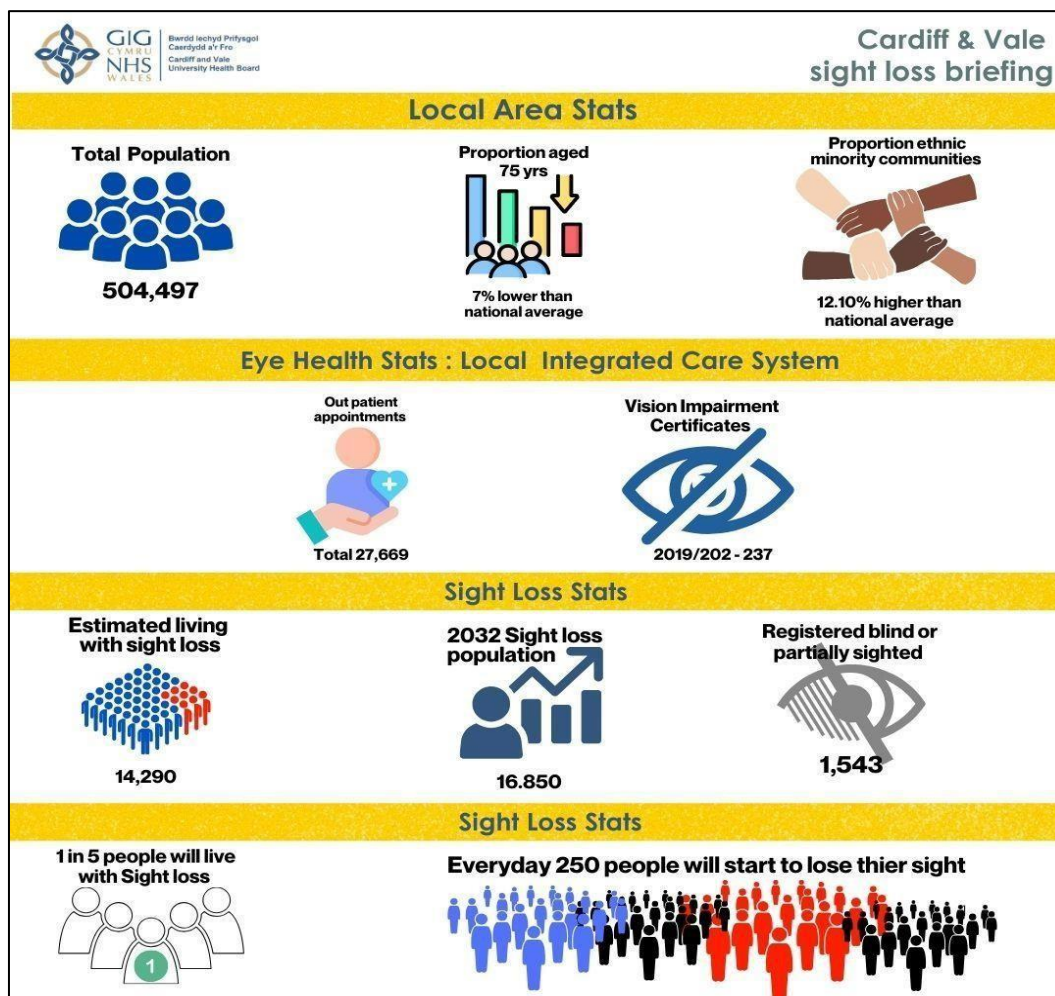 GIG
CYMRU
NHS
WALES
Bwrdd Iechyd Prifysgol
Caerdydd a'r Fro
Cardiff and Vale
University Health Board
Cardiff & Vale
sight loss briefing
Local Area Stats
Total Population
504,497
Proportion aged
75 yrs
7% lower than
national average
Proportion ethnic
minority communities
12.10% higher than
national average
Eye Health Stats : Local Integrated Care System
Out patient
appointments
Total 27,669
Vision Impairment
Certificates
2019/202 - 237
Sight Loss Stats
Estimated living
with sight loss
14,290
2032 Sight loss
population
16.850
Registered blind or
partially sighted
1,543
Sight Loss Stats
1 in 5 people will live
with Sight loss
1
Everyday 250 people will start to lose thier sight